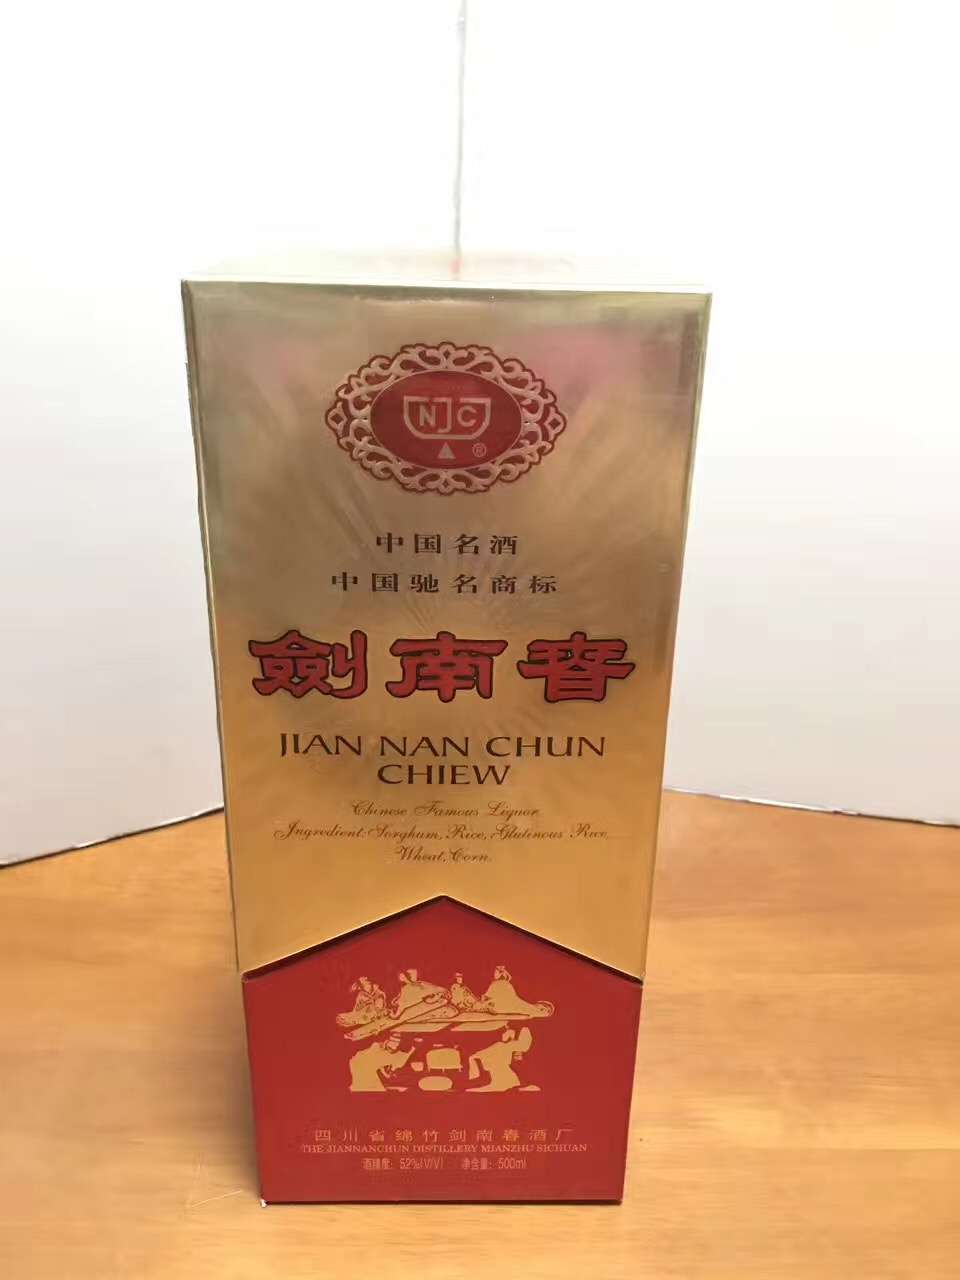 NJC
®
中国名酒
中国驰名商标
劍南春
JIAN NAN CHUN
CHIEW
Chinese Famous Liquor
Ingredient:Sorghum, Rice, Glutinous Rice
Wheat, Corn.
四川省绵竹剑南春酒厂
THE JIANNANCHUN DISTILLERY MIANZHU SICHUAN
酒精度：52%(V/V) 净含量：500ml